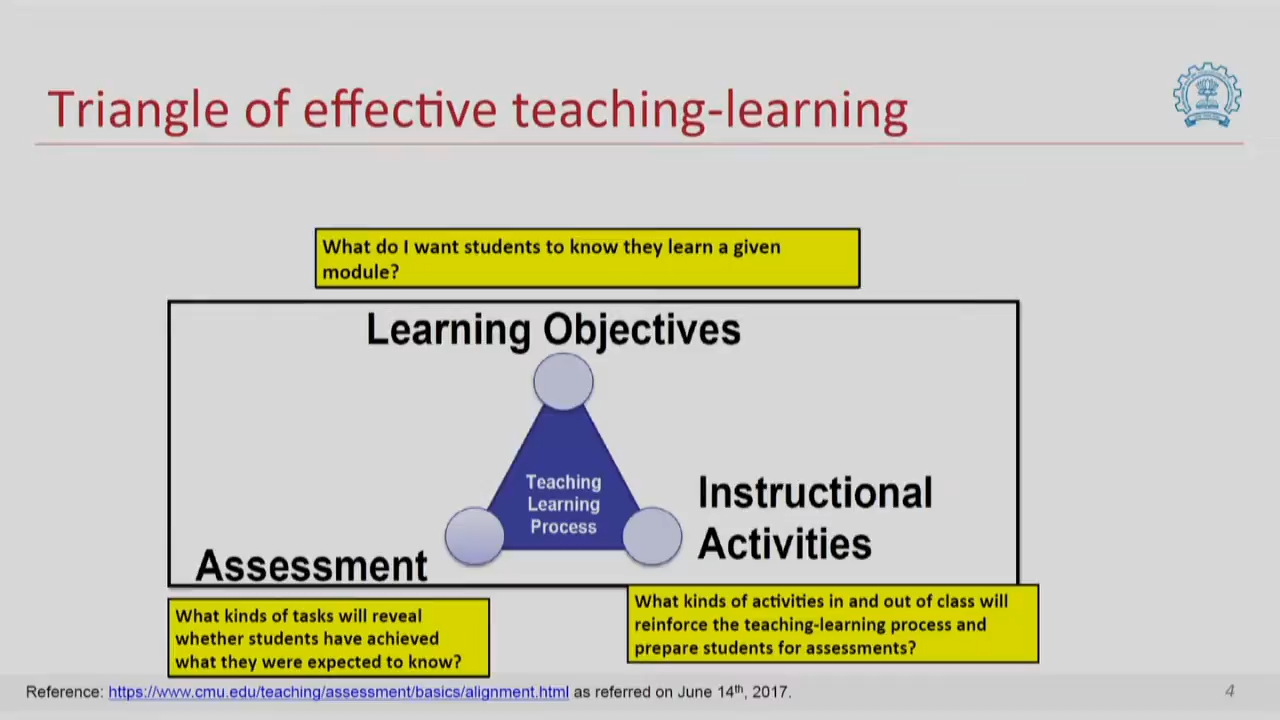 Triangle of effective teaching-learning
What do I want students to know they learn a given
module?
Learning Objectives
Teaching
Learning
Process
Instructional
Activities
Assessment
What kinds of tasks will reveal
whether students have achieved
what they were expected to know?
What kinds of activities in and out of class will
reinforce the teaching-learning process and
prepare students for assessments?
Reference: https://www.cmu.edu/teaching/assessment/basics/alignment.html as referred on June 14th, 2017.
4